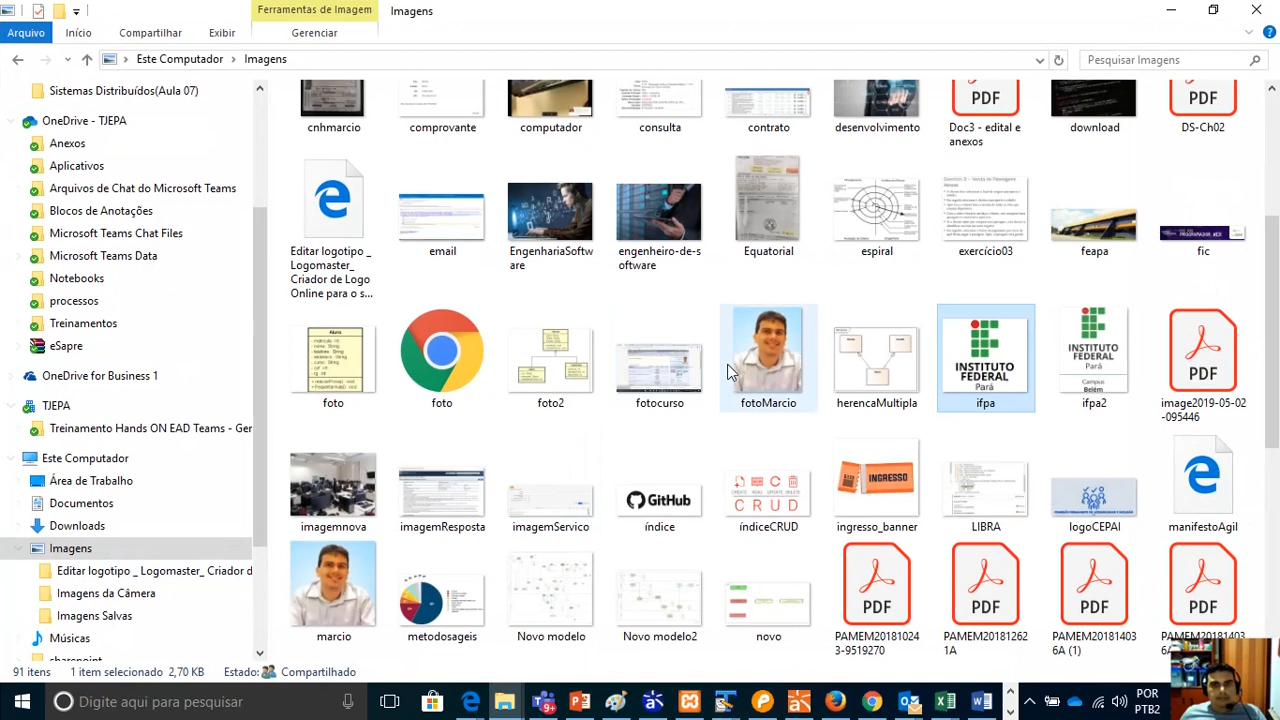 Ferramentas de Imagem
Imagens
Arquivo
Início
Compartilhar
Exibir
Gerenciar
Este Computador
Imagens
Pesquisar Imagens
Sistemas Distribuídos(Aula 07)
OneDrive - TJEPA
Anexos
Aplicativos
Arquivos de Chat do Microsoft Teams
Blocos de Anotações
Microsoft Teams Chat Files
Microsoft Teams Data
Notebooks
processos
Treinamentos
eSapre
OneDrive for Business 1
TJEPA
Treinamento Hands ON EAD Teams - Ger
Este Computador
Área de Trabalho
Documentos
Downloads
Imagens
Editar logotipo _ Logomaster_ Criador d
Imagens da Câmera
Imagens Salvas
Músicas
sharepoint
PDF
PDF
cnhmarcio
comprovante
computador
consulta
contrato
desenvolvimento
Doc3 - edital e
anexos
download
DS-Ch02
Editar logotipo _
Logomaster_
Criador de Logo
Online para o s...
email
EngenhariaSoftw
are
engenheiro-de-s
oftware
Equatorial
espiral
exercício03
feapa
fic
INSTITUTO
FEDERAL
Pará
INSTITUTO
FEDERAL
Pará
Campus
Belém
PDF
foto
foto
foto2
fotocurso
fotoMarcio
herencaMultipla
ifpa
ifpa2
image2019-05-02
-095446
GitHub
CRUD
INGRESSO
imagemnova
imagemResposta
imagemServico
índice
índiceCRUD
ingresso_banner
LIBRA
logoCEPAI
manifestoAgil
PDF
PDF
PDF
PDF
marcio
metodosageis
Novo modelo
Novo modelo2
novo
PAMEM20181024
3-9519270
PAMEM20181262
1A
PAMEM20181403
6A (1)
PAMEM20181403
6A
91 itens
1 item selecionado 2,70 KB
Estado:
Compartilhado
Digite aqui para pesquisar
9+
POR
PTB2